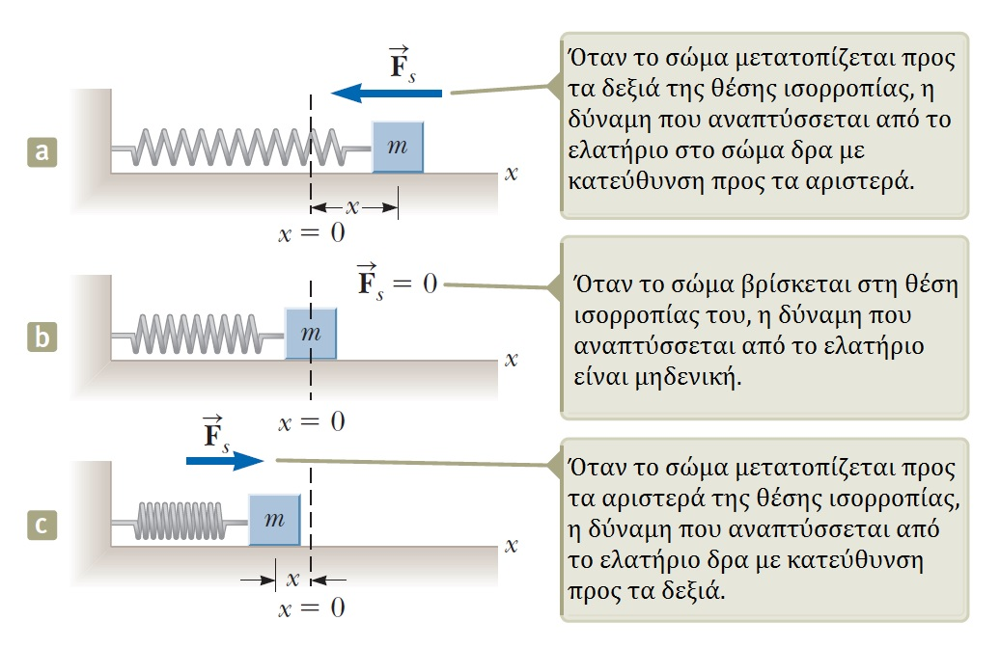 F⃗s
Όταν το σώμα μετατοπίζεται προς
τα δεξιά της θέσης ισορροπίας, η
δύναμη που αναπτύσσεται από το
ελατήριο στο σώμα δρα με
κατεύθυνση προς τα αριστερά.
a
m
x
x
x = 0
F⃗s = 0
Όταν το σώμα βρίσκεται στη θέση
ισορροπίας του, η δύναμη που
αναπτύσσεται από το ελατήριο
είναι μηδενική.
b
m
x
x = 0
F⃗s
Όταν το σώμα μετατοπίζεται προς
τα αριστερά της θέσης ισορροπίας,
η δύναμη που αναπτύσσεται από
το ελατήριο δρα με κατεύθυνση
προς τα δεξιά.
c
m
x
x
x = 0